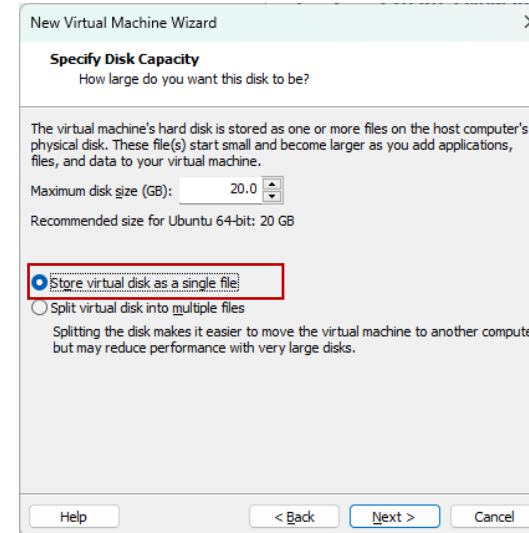 New Virtual Machine Wizard
Specify Disk Capacity
How large do you want this disk to be?
The virtual machine's hard disk is stored as one or more files on the host computer's
physical disk. These file(s) start small and become larger as you add applications,
files, and data to your virtual machine.
Maximum disk size (GB): 20.0
Recommended size for Ubuntu 64-bit: 20 GB
Store virtual disk as a single file
Split virtual disk into multiple files
Splitting the disk makes it easier to move the virtual machine to another compute
but may reduce performance with very large disks.
Help < Back Next > Cancel